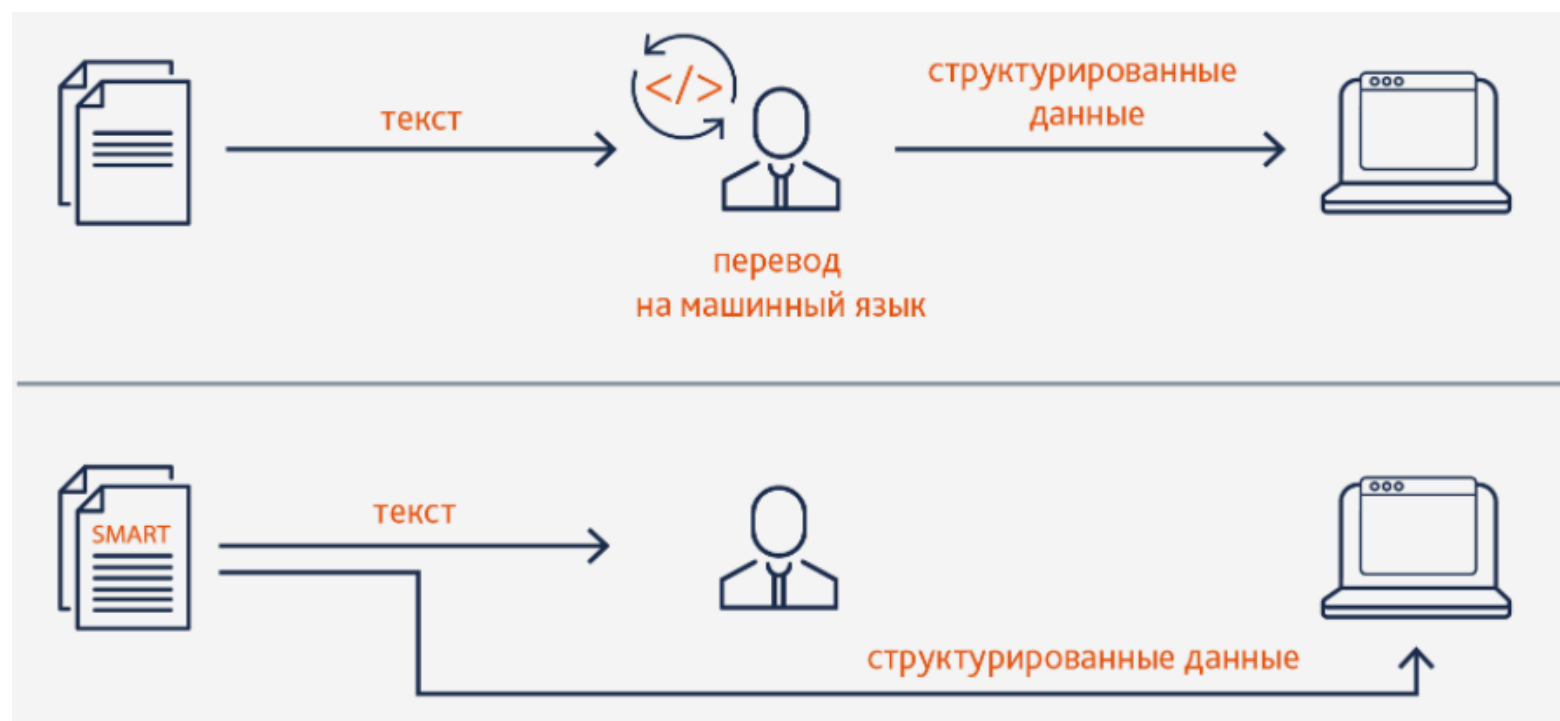 текст
</>
структурированные
данные
перевод
на машинный язык
SMART
текст
структурированные данные